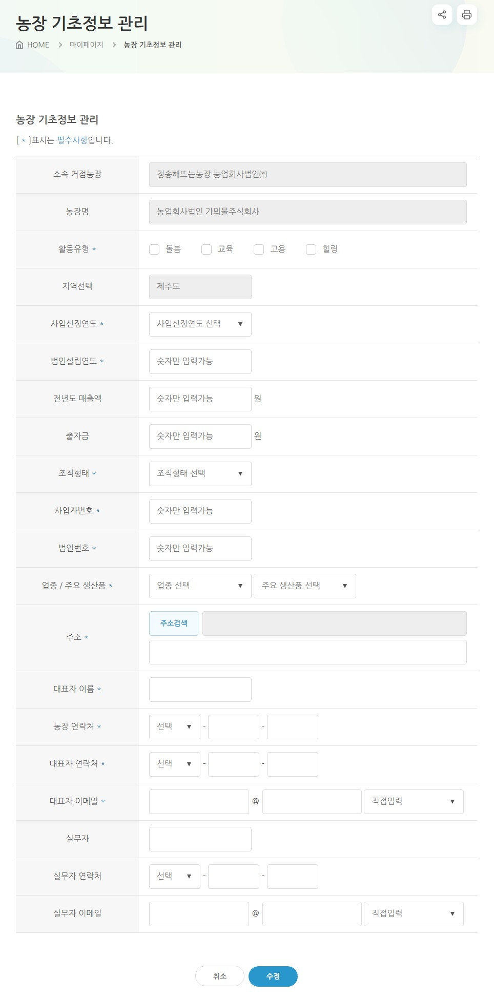 농장 기초정보 관리
HOME > 마이페이지 > 농장 기초정보 관리
농장 기초정보 관리
[ * ]표시는 필수사항입니다.
소속 거점농장 청송해뜨는농장 농업회사법인㈜
농장명 농업회사법인 가뫼물주식회사
활동유형 * 돌봄 교육 고용 힐링
지역선택 제주도
사업선정연도 * 사업선정연도 선택 ▼
법인설립연도 * 숫자만 입력가능
전년도 매출액 숫자만 입력가능 원
출자금 숫자만 입력가능 원
조직형태 * 조직형태 선택 ▼
사업자번호 * 숫자만 입력가능
법인번호 * 숫자만 입력가능
업종 / 주요 생산품 * 업종 선택 ▼ 주요 생산품 선택 ▼
주소 * 주소검색
대표자 이름 *
농장 연락처 * 선택 ▼ - -
대표자 연락처 * 선택 ▼ - -
대표자 이메일 * @ 직접입력 ▼
실무자
실무자 연락처 선택 ▼ - -
실무자 이메일 @ 직접입력 ▼
취소 수정